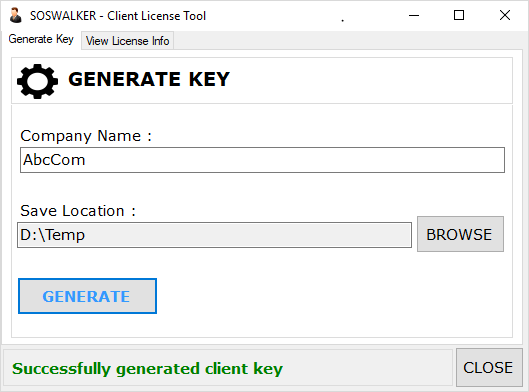 SOSWALKER - Client License Tool
Generate Key
View License Info
GENERATE KEY
Company Name :
AbcCom
Save Location :
D:\Temp
BROWSE
GENERATE
Successfully generated client key
CLOSE